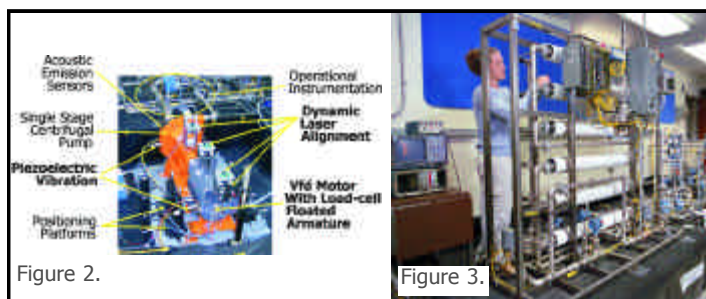 Acoustic
Emission
Sensors
Operational
Instrumentation
Single Stage
Centrifugal
Pump
Dynamic
Laser
Alignment
Piezoelectric
Vibration
Vfd Motor
With Load-cell
Floated
Armature
Positioning
Platforms
Figure 2.
Figure 3.